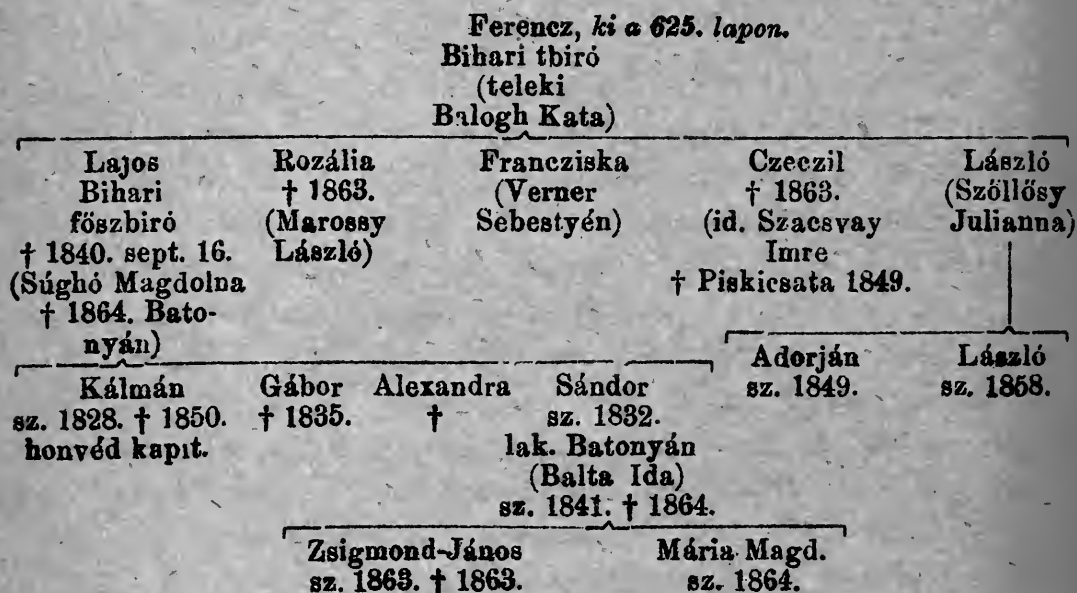 Ferencz, ki a 625. lapon.
Bihari tbiró
(teleki
Balogh Kata)
Lajos Rozália Francziska Czeczil László
Bihari † 1863. (Verner † 1863. (Szöllősy
főszbiró (Marossy Sebestyén) (id. Szacsvay Julianna)
† 1840. sept. 16. László) Imre
(Súghó Magdolna † Piskicsata 1849.
† 1864. Bato-
nyán)
Adorján László
sz. 1849. sz. 1858.
Kálmán Gábor Alexandra Sándor
sz. 1828. † 1850. † 1835. † sz. 1832.
honvéd kapit. lak. Batonyán
(Balta Ida)
sz. 1841. † 1864.
Zsigmond-János Mária Magd.
sz. 1863. † 1863. sz. 1864.